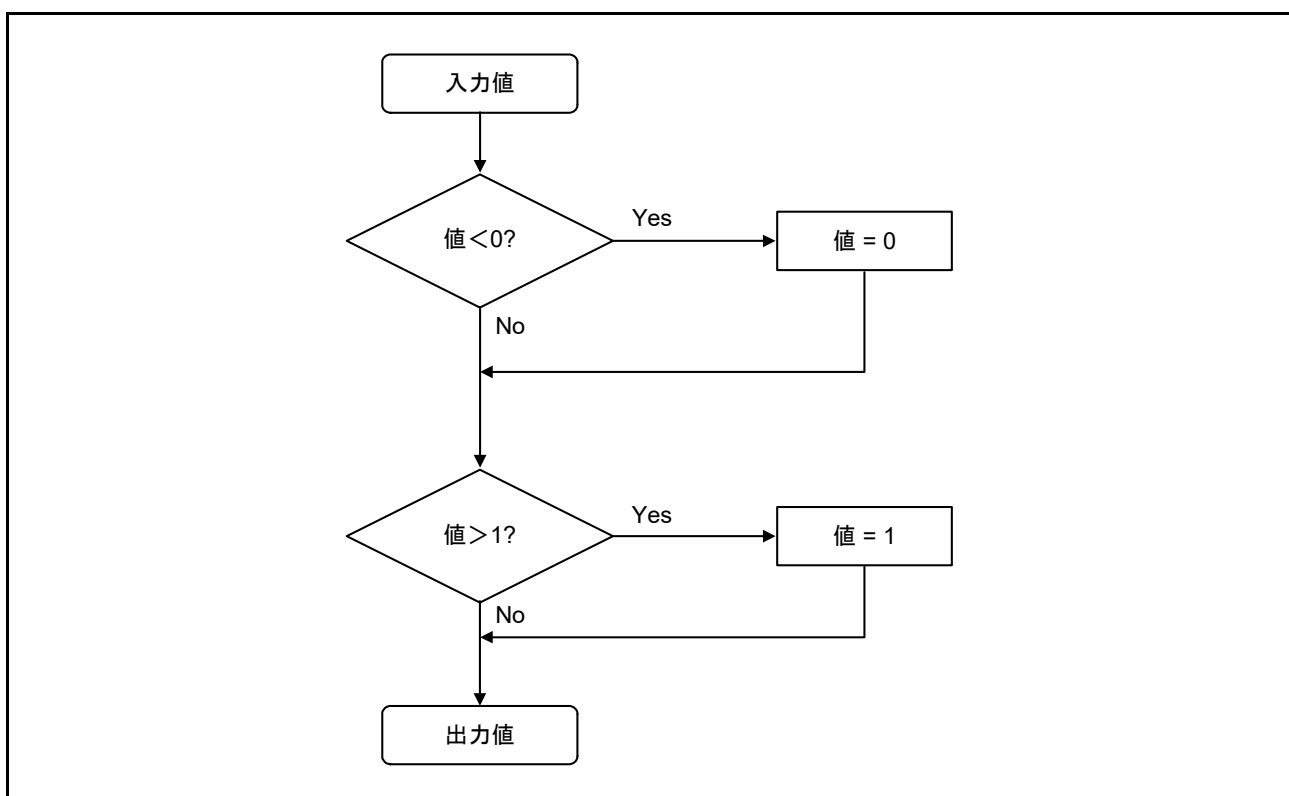 入力値
値＜0?
Yes
値 = 0
No
値＞1?
Yes
値 = 1
No
出力値